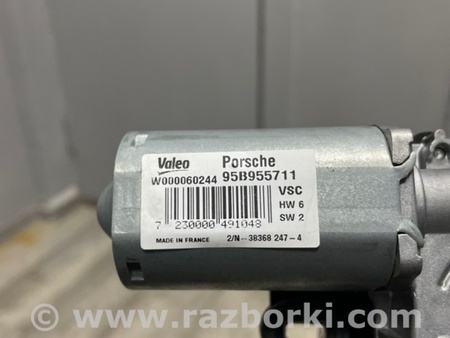 Valeo Porsche
W000060244 95B955711
VSC
HW 6
SW 2
7 230000 491048
MADE IN FRANCE 2/N--38368 247-4
© www.razborki.com